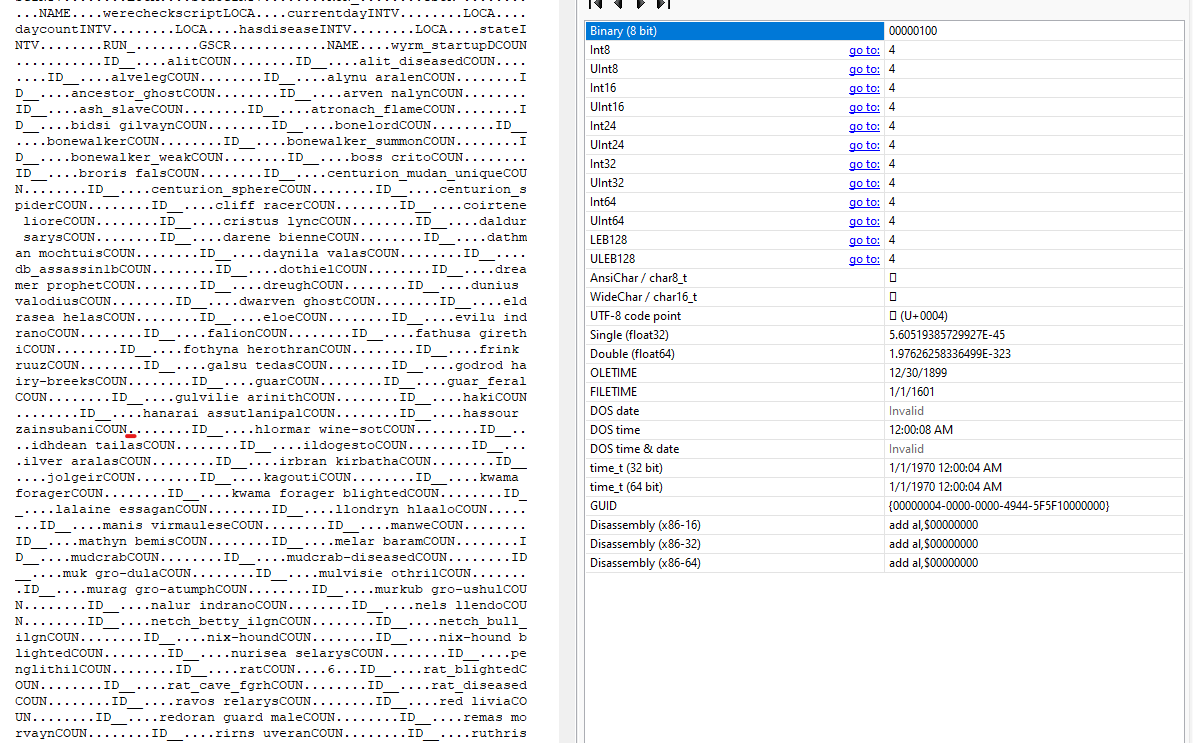 ...NAME....werecheckscriptLOCA....currentdayINTV........LOCA....
daycountINTV........LOCA....hasdiseaseINTV........LOCA....stateI
NTV........RUN_........GSCR........NAME....wyrm_startupDCOUN
...........ID__....alitCOUN........ID__....alit_diseasedCOUN....
....ID__....alvelegCOUN........ID__....alynu aralenCOUN........I
D__....ancestor_ghostCOUN........ID__....arven nalynCOUN........
ID__....ash_slaveCOUN........ID__....atronach_flameCOUN........I
D__....bidsi gilvaynCOUN........ID__....bonelordCOUN........ID__
....bonewalkerCOUN........ID__....bonewalker_summonCOUN........I
D__....bonewalker_weakCOUN........ID__....boss critoCOUN........
ID__....broris falsCOUN........ID__....centurion_mudan_uniqueCOU
N........ID__....centurion_sphereCOUN........ID__....centurion_s
piderCOUN........ID__....cliff racerCOUN........ID__....coirtene
 lioreCOUN........ID__....cristus lyncCOUN........ID__....daldur
 sarysCOUN........ID__....darene bienneCOUN........ID__....dathm
an mochtuisCOUN........ID__....daynila valasCOUN........ID__....
db_assassin1bCOUN........ID__....dothielCOUN........ID__....drea
mer prophetCOUN........ID__....dreughCOUN........ID__....dunius
valodiusCOUN........ID__....dwarven ghostCOUN........ID__....eld
rasea helasCOUN........ID__....eloeCOUN........ID__....evilu ind
ranoCOUN........ID__....falionCOUN........ID__....fathusa gireth
iCOUN........ID__....fothyna herothranCOUN........ID__....frink
ruuzCOUN........ID__....galsu tedasCOUN........ID__....godrod ha
iry-breeksCOUN........ID__....guarCOUN........ID__....guar_feral
COUN........ID__....gulvilie arinithCOUN........ID__....hakiCOUN
........ID__....hanarai assutlanipalCOUN........ID__....hassour
zainsubaniCOUN........ID__....hlormar wine-sotCOUN........ID__..
..idhdean tailasCOUN........ID__....ildogestoCOUN........ID__...
.ilver aralasCOUN........ID__....irbran kirbathaCOUN........ID__
....jolgeirCOUN........ID__....kagoutiCOUN........ID__....kwama
foragerCOUN........ID__....kwama forager blightedCOUN........ID_
_....lalaine essaganCOUN........ID__....llondryn hlaaloCOUN.....
...ID__....manis virmauleseCOUN........ID__....manweCOUN........
ID__....mathyn bemisCOUN........ID__....melar baramCOUN........I
D__....mudcrabCOUN........ID__....mudcrab-diseasedCOUN........ID
__....muk gro-dulaCOUN........ID__....mulvisie othrilCOUN.......
.ID__....murag gro-atumphCOUN........ID__....murkub gro-ushulCOU
N........ID__....nalur indranoCOUN........ID__....nels llendoCOU
N........ID__....netch_betty_ilgnCOUN........ID__....netch_bull_
ilgnCOUN........ID__....nix-houndCOUN........ID__....nix-hound b
lightedCOUN........ID__....nurisea selarysCOUN........ID__....pe
nglithilCOUN........ID__....ratCOUN....6...ID__....rat_blightedC
OUN........ID__....rat_cave_fgrhCOUN........ID__....rat_diseased
COUN........ID__....ravos relarysCOUN........ID__....red liviaCO
UN........ID__....redoran guard maleCOUN........ID__....remas mo
rvaynCOUN........ID__....rirns uveranCOUN........ID__....ruthris
Binary (8 bit) 00000100
Int8 go to: 4
UInt8 go to: 4
Int16 go to: 4
UInt16 go to: 4
Int24 go to: 4
UInt24 go to: 4
Int32 go to: 4
UInt32 go to: 4
Int64 go to: 4
UInt64 go to: 4
LEB128 go to: 4
ULEB128 go to: 4
AnsiChar / char8_t
WideChar / char16_t
UTF-8 code point (U+0004)
Single (float32) 5.60519385729927E-45
Double (float64) 1.97626258336499E-323
OLETIME 12/30/1899
FILETIME 1/1/1601
DOS date Invalid
DOS time 12:00:08 AM
DOS time & date Invalid
time_t (32 bit) 1/1/1970 12:00:04 AM
time_t (64 bit) 1/1/1970 12:00:04 AM
GUID {00000004-0000-0000-4944-5F5F10000000}
Disassembly (x86-16) add al,$00000000
Disassembly (x86-32) add al,$00000000
Disassembly (x86-64) add al,$00000000